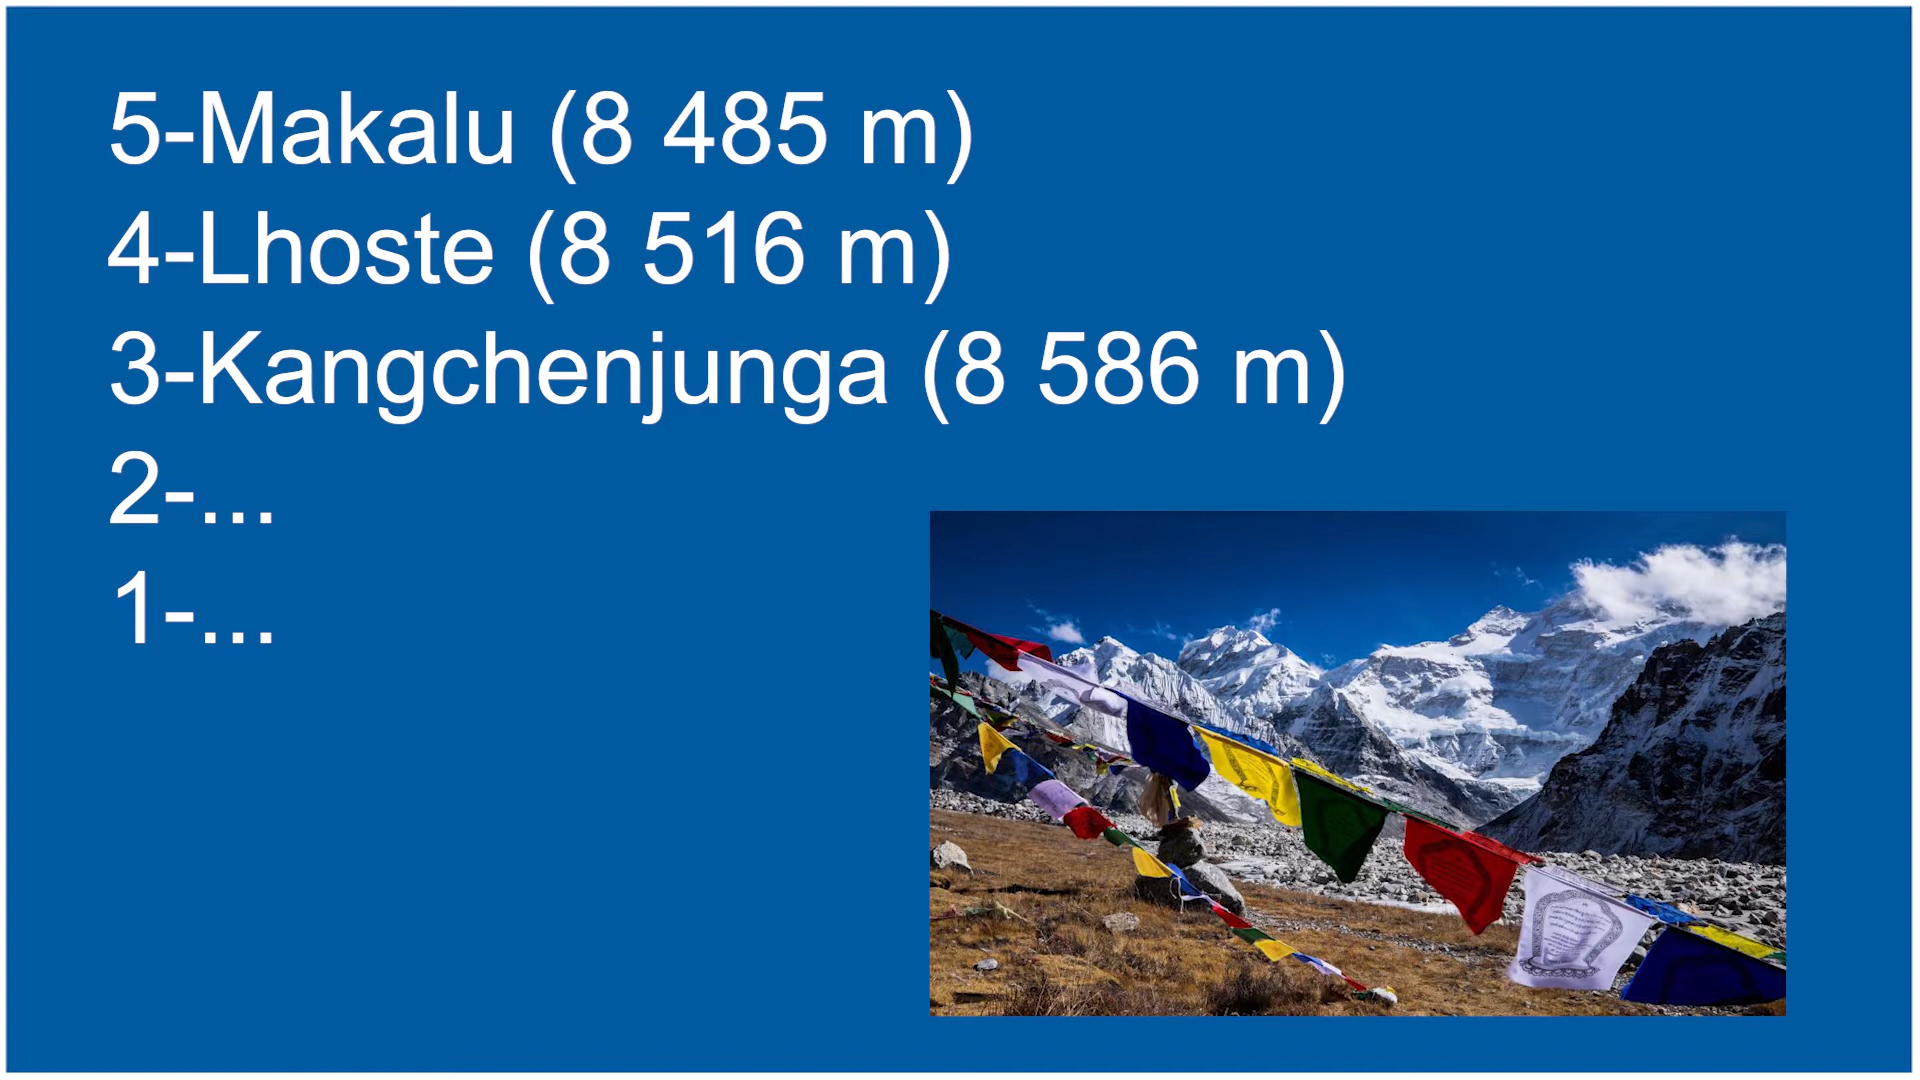 5-Makalu (8 485 m)
4-Lhoste (8 516 m)
3-Kangchenjunga (8 586 m)
2-...
1-...